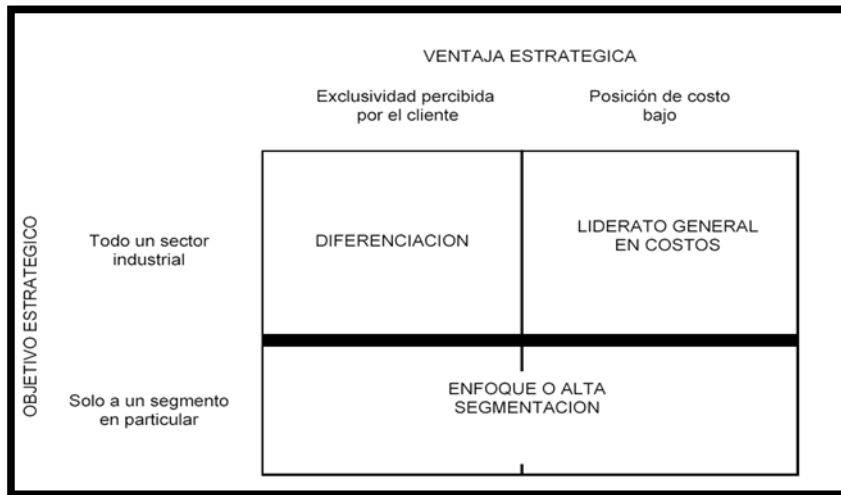 VENTAJA ESTRATEGICA
Exclusividad percibida
por el cliente
Posición de costo
bajo
OBJETIVO ESTRATEGICO
Todo un sector
industrial
DIFERENCIACION
LIDERATO GENERAL
EN COSTOS
Solo a un segmento
en particular
ENFOQUE O ALTA
SEGMENTACION